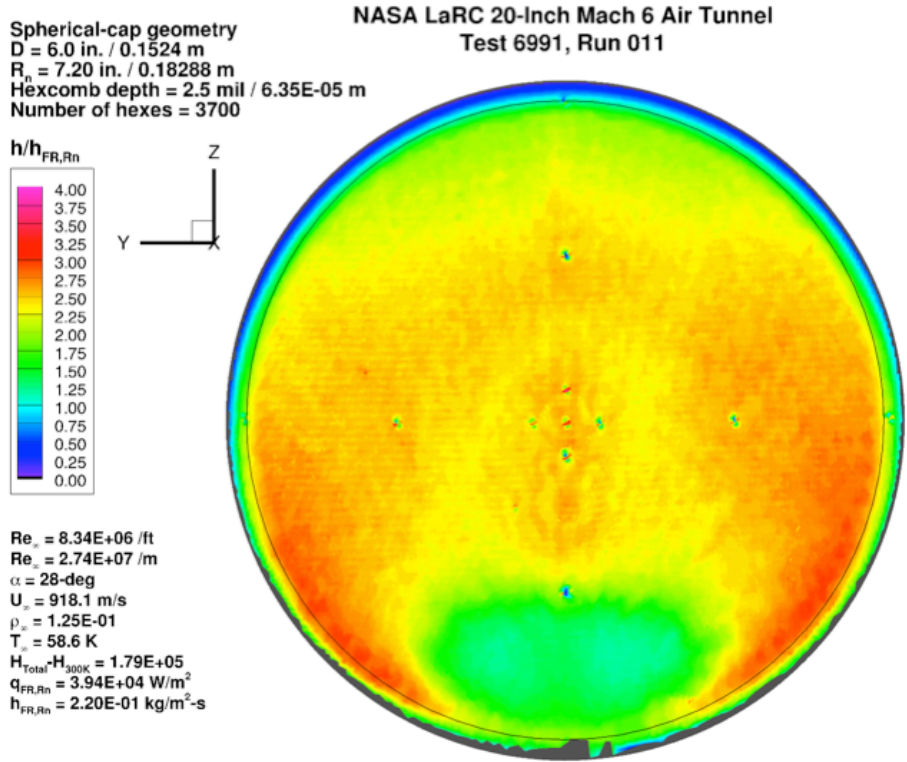 NASA LaRC 20-Inch Mach 6 Air Tunnel
Test 6991, Run 011
Spherical-cap geometry
D = 6.0 in. / 0.1524 m
Rₙ = 7.20 in. / 0.18288 m
Hexcomb depth = 2.5 mil / 6.35E-05 m
Number of hexes = 3700
h/h_FR,Rn
4.00
3.75
3.50
3.25
3.00
2.75
2.50
2.25
2.00
1.75
1.50
1.25
1.00
0.75
0.50
0.25
0.00
Z
Y
X
Re∞ = 8.34E+06 /ft
Re∞ = 2.74E+07 /m
α = 28-deg
U∞ = 918.1 m/s
ρ∞ = 1.25E-01
T∞ = 58.6 K
H_Total-H_300K = 1.79E+05
q_FR,Rn = 3.94E+04 W/m²
h_FR,Rn = 2.20E-01 kg/m²-s